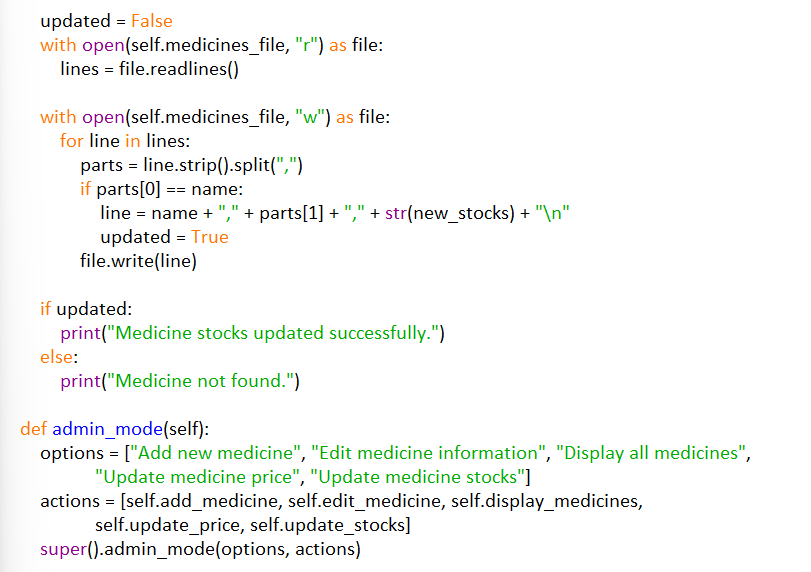 updated = False
with open(self.medicines_file, "r") as file:
lines = file.readlines()
with open(self.medicines_file, "w") as file:
for line in lines:
parts = line.strip().split(",")
if parts[0] == name:
line = name + "," + parts[1] + "," + str(new_stocks) + "\n"
updated = True
file.write(line)
if updated:
print("Medicine stocks updated successfully.")
else:
print("Medicine not found.")
def admin_mode(self):
options = ["Add new medicine", "Edit medicine information", "Display all medicines",
"Update medicine price", "Update medicine stocks"]
actions = [self.add_medicine, self.edit_medicine, self.display_medicines,
self.update_price, self.update_stocks]
super().admin_mode(options, actions)